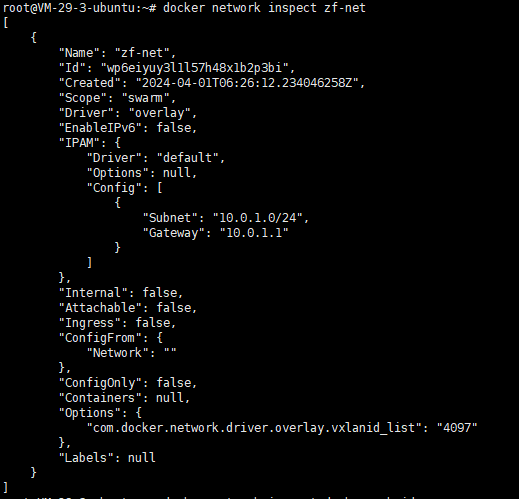 root@VM-29-3-ubuntu:~# docker network inspect zf-net
[
    {
        "Name": "zf-net",
        "Id": "wp6eiyuy3l1l57h48x1b2p3bi",
        "Created": "2024-04-01T06:26:12.234046258Z",
        "Scope": "swarm",
        "Driver": "overlay",
        "EnableIPv6": false,
        "IPAM": {
            "Driver": "default",
            "Options": null,
            "Config": [
                {
                    "Subnet": "10.0.1.0/24",
                    "Gateway": "10.0.1.1"
                }
            ]
        },
        "Internal": false,
        "Attachable": false,
        "Ingress": false,
        "ConfigFrom": {
            "Network": ""
        },
        "ConfigOnly": false,
        "Containers": null,
        "Options": {
            "com.docker.network.driver.overlay.vxlanid_list": "4097"
        },
        "Labels": null
    }
]